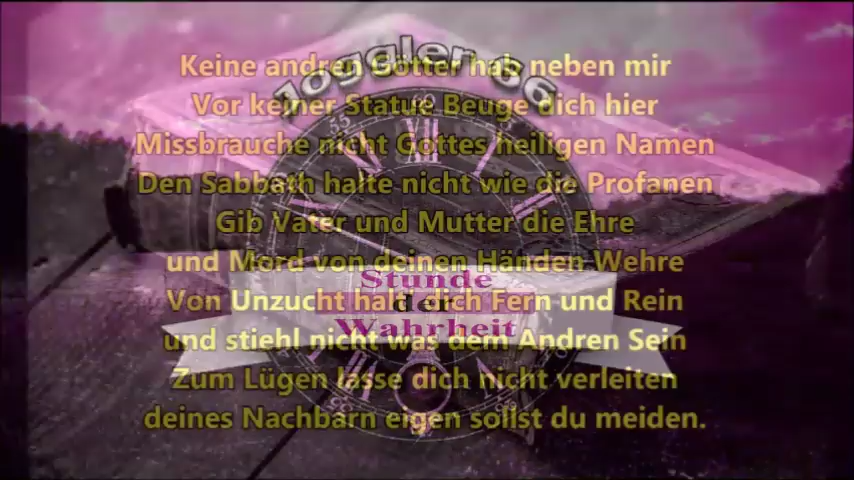 Joggler 66
Keine andren Götter hab neben mir
Vor keiner Statue Beuge dich hier
Missbrauche nicht Gottes heiligen Namen
Den Sabbath halte nicht wie die Profanen
Gib Vater und Mutter die Ehre
und Mord von deinen Händen Wehre
Von Unzucht halt dich Fern und Rein
und stiehl nicht was dem Andren Sein
Zum Lügen lasse dich nicht verleiten
deines Nachbarn eigen sollst du meiden.
Stunde
der
Wahrheit